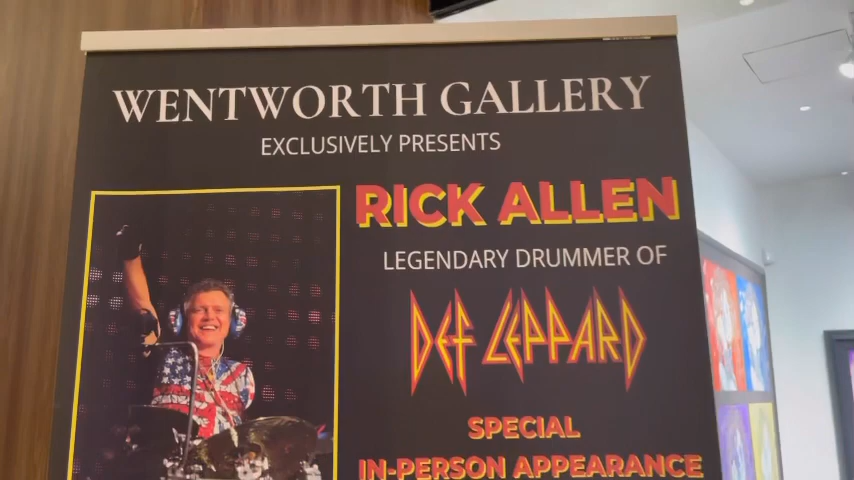 WENTWORTH GALLERY
EXCLUSIVELY PRESENTS
RICK ALLEN
LEGENDARY DRUMMER OF
DEF LEPPARD
SPECIAL
IN-PERSON APPEARANCE